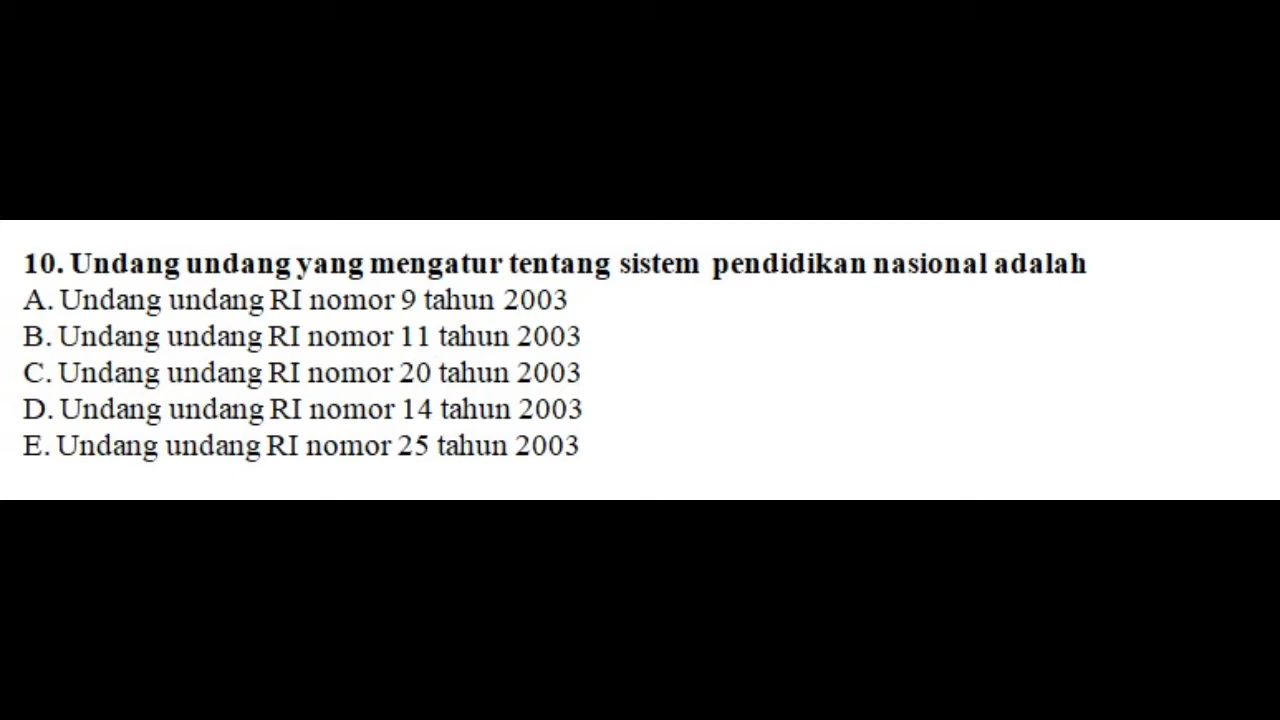 10. Undang undang yang mengatur tentang sistem pendidikan nasional adalah
A. Undang undang RI nomor 9 tahun 2003
B. Undang undang RI nomor 11 tahun 2003
C. Undang undang RI nomor 20 tahun 2003
D. Undang undang RI nomor 14 tahun 2003
E. Undang undang RI nomor 25 tahun 2003